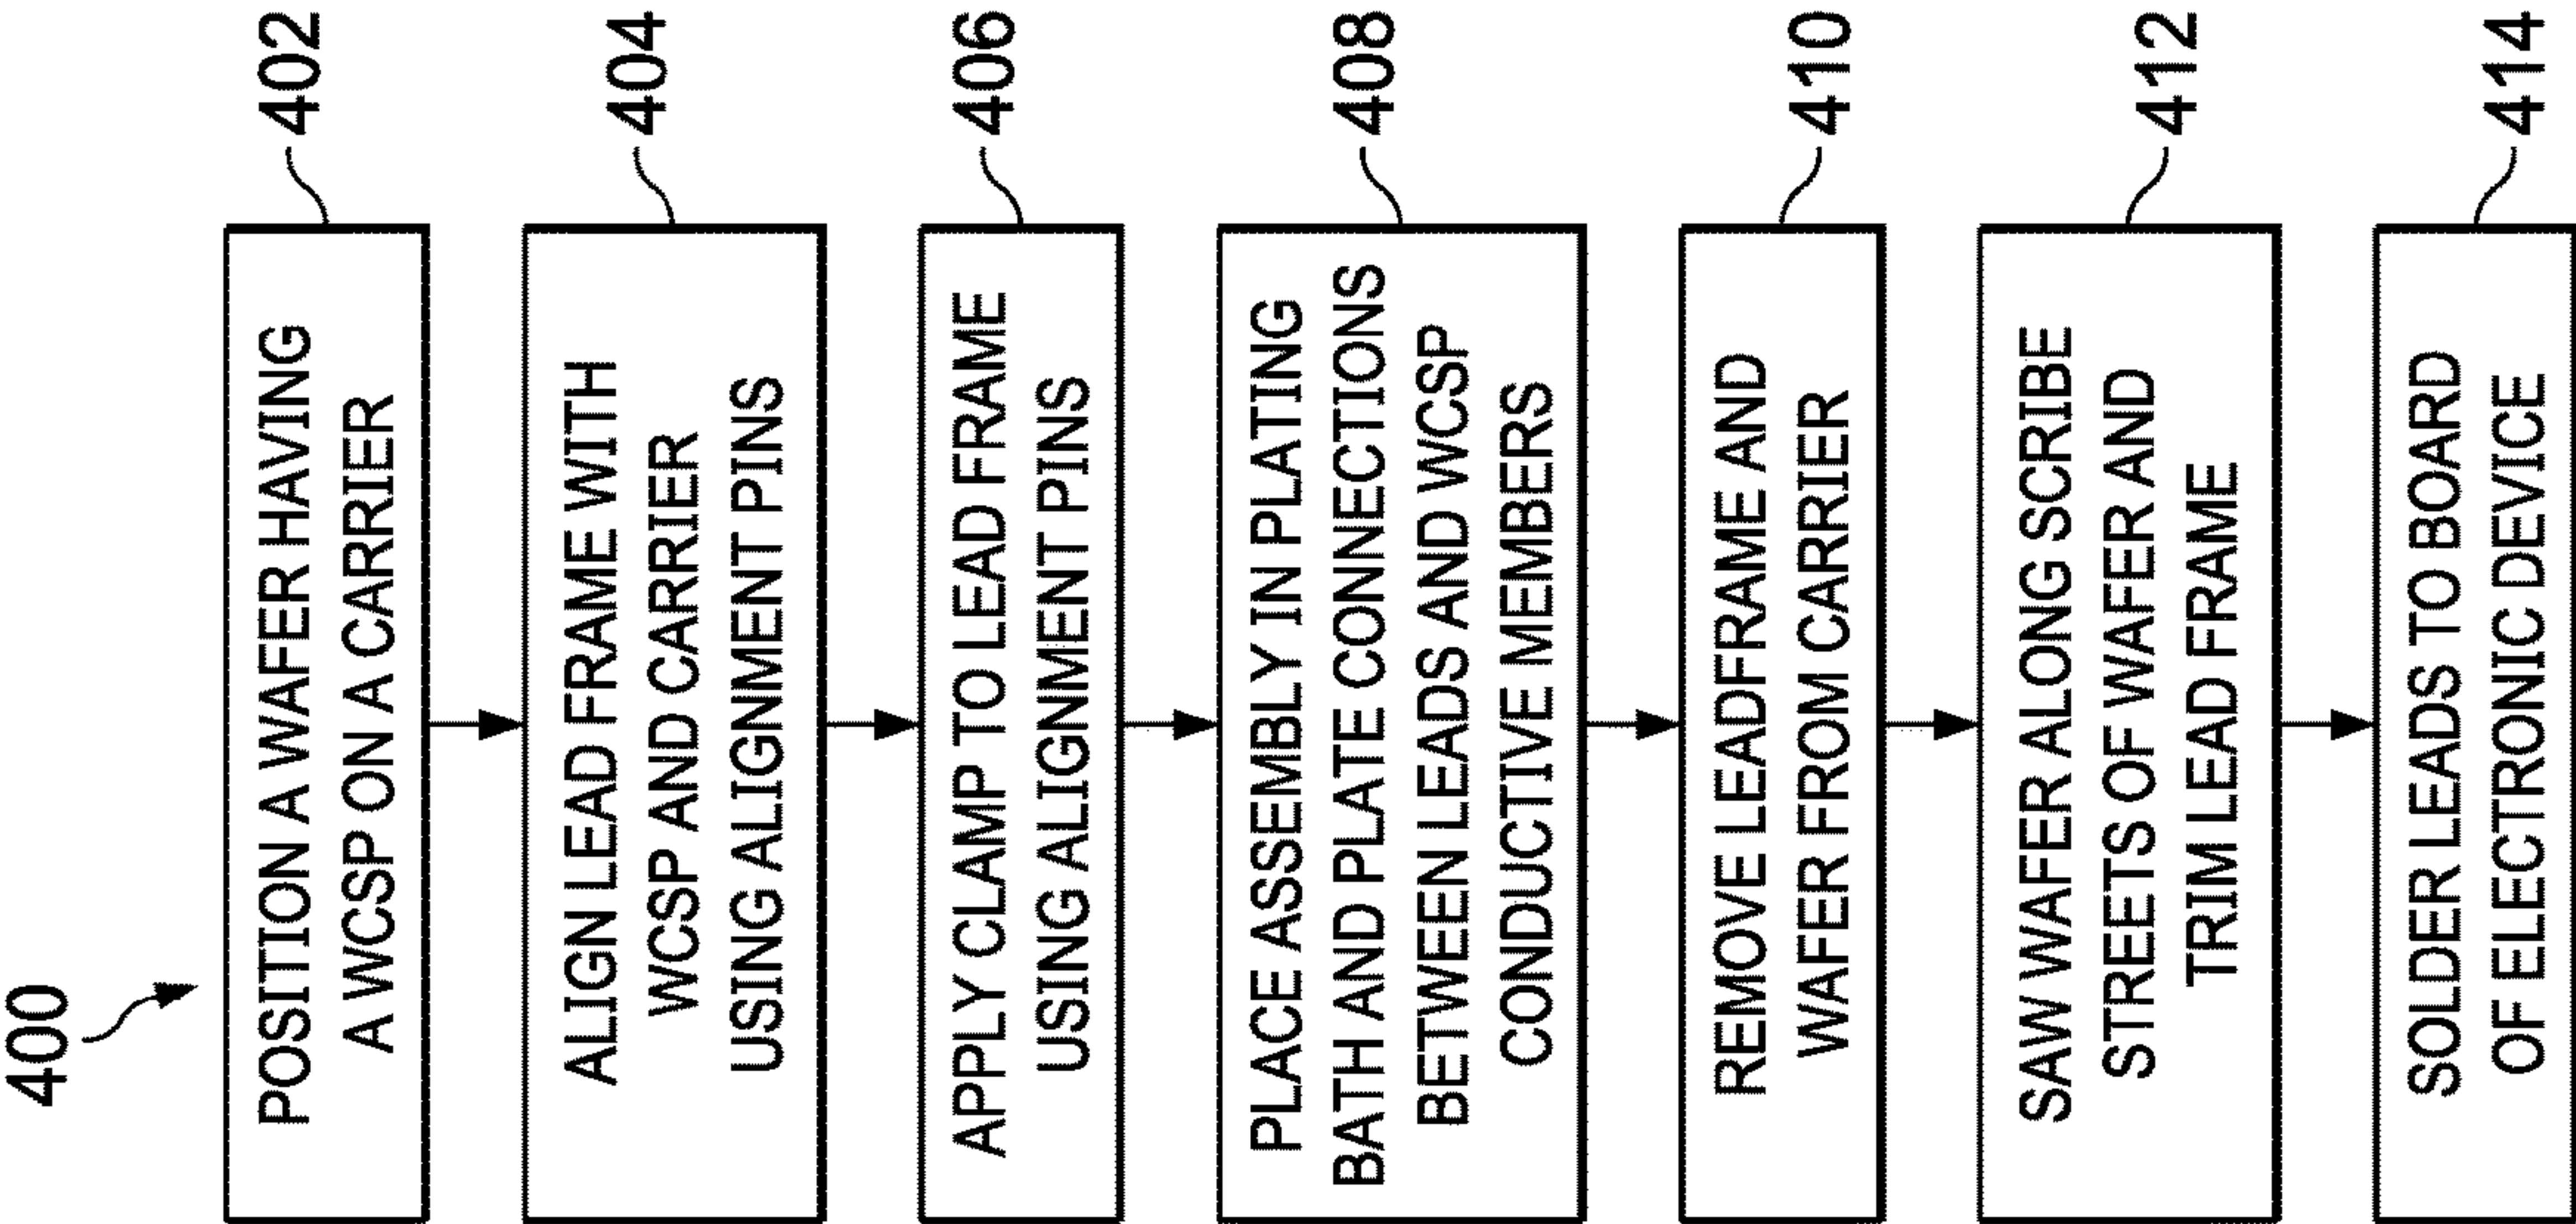 400
POSITION A WAFER HAVING
A WCSP ON A CARRIER
402
ALIGN LEAD FRAME WITH
WCSP AND CARRIER
USING ALIGNMENT PINS
404
APPLY CLAMP TO LEAD FRAME
USING ALIGNMENT PINS
406
PLACE ASSEMBLY IN PLATING
BATH AND PLATE CONNECTIONS
BETWEEN LEADS AND WCSP
CONDUCTIVE MEMBERS
408
REMOVE LEADFRAME AND
WAFER FROM CARRIER
410
SAW WAFER ALONG SCRIBE
STREETS OF WAFER AND
TRIM LEAD FRAME
412
SOLDER LEADS TO BOARD
OF ELECTRONIC DEVICE
414